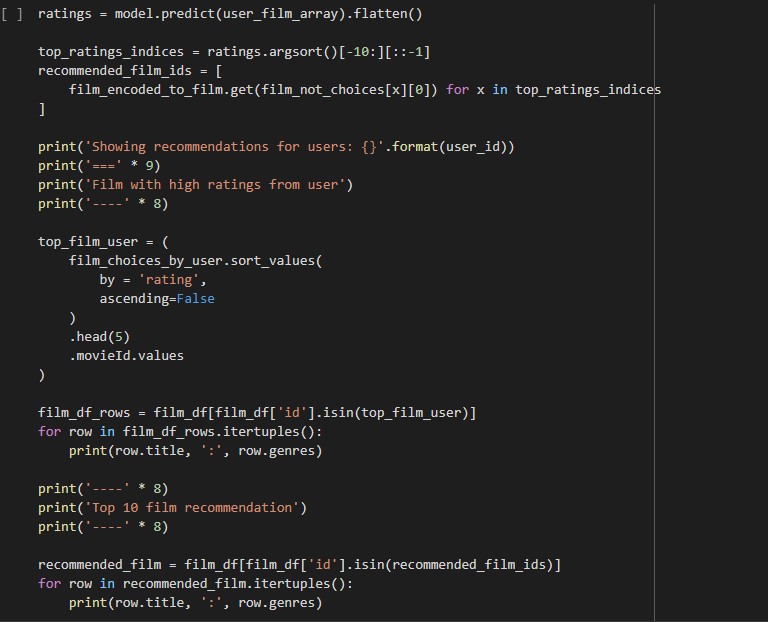 [ ] ratings = model.predict(user_film_array).flatten()

top_ratings_indices = ratings.argsort()[-10:][::-1]
recommended_film_ids = [
    film_encoded_to_film.get(film_not_choices[x][0]) for x in top_ratings_indices
]

print('Showing recommendations for users: {}'.format(user_id))
print('===' * 9)
print('Film with high ratings from user')
print('----' * 8)

top_film_user = (
    film_choices_by_user.sort_values(
        by = 'rating',
        ascending=False
    )
    .head(5)
    .movieId.values
)

film_df_rows = film_df[film_df['id'].isin(top_film_user)]
for row in film_df_rows.itertuples():
    print(row.title, ':', row.genres)

print('----' * 8)
print('Top 10 film recommendation')
print('----' * 8)

recommended_film = film_df[film_df['id'].isin(recommended_film_ids)]
for row in recommended_film.itertuples():
    print(row.title, ':', row.genres)